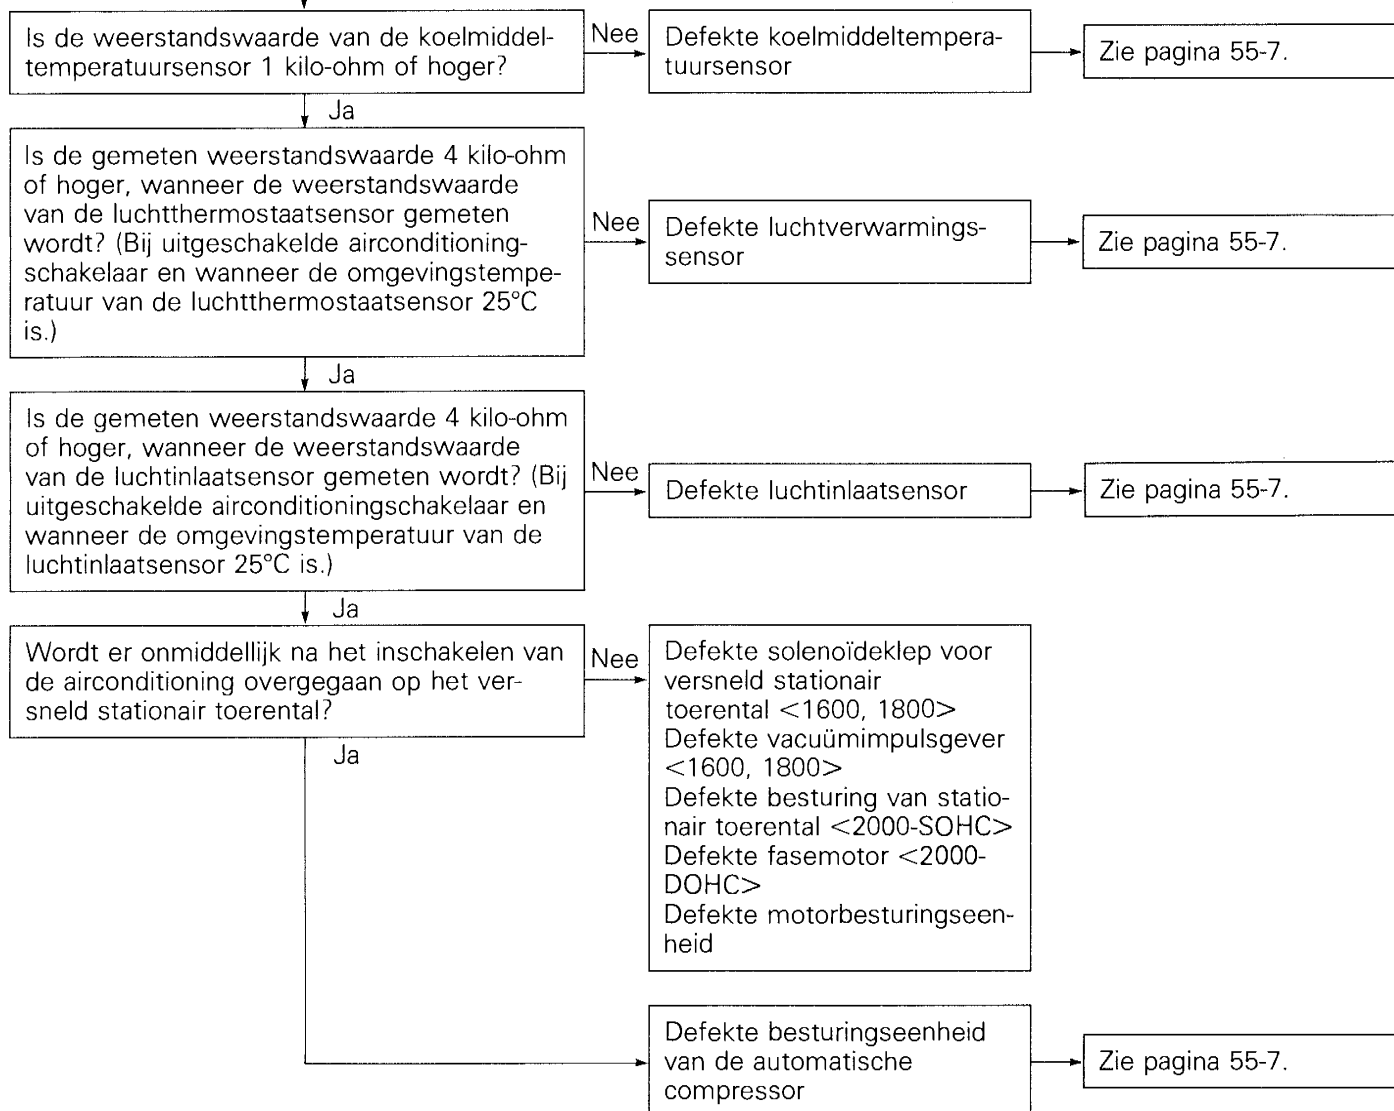 Is de weerstandswaarde van de koelmiddel-
temperatuursensor 1 kilo-ohm of hoger?
Nee
Defekte koelmiddeltempera-
tuursensor
Zie pagina 55-7.
Ja
Is de gemeten weerstandswaarde 4 kilo-ohm
of hoger, wanneer de weerstandswaarde
van de luchtthermostaatsensor gemeten
wordt? (Bij uitgeschakelde airconditioning-
schakelaar en wanneer de omgevingstempe-
ratuur van de luchtthermostaatsensor 25°C
is.)
Nee
Defekte luchtverwarmings-
sensor
Zie pagina 55-7.
Ja
Is de gemeten weerstandswaarde 4 kilo-ohm
of hoger, wanneer de weerstandswaarde
van de luchtinlaatsensor gemeten wordt? (Bij
uitgeschakelde airconditioningschakelaar en
wanneer de omgevingstemperatuur van de
luchtinlaatsensor 25°C is.)
Nee
Defekte luchtinlaatsensor
Zie pagina 55-7.
Ja
Wordt er onmiddellijk na het inschakelen van
de airconditioning overgegaan op het ver-
sneld stationair toerental?
Nee
Defekte solenoïdeklep voor
versneld stationair
toerental <1600, 1800>
Defekte vacuümimpulsgever
<1600, 1800>
Defekte besturing van statio-
nair toerental <2000-SOHC>
Defekte fasemotor <2000-
DOHC>
Defekte motorbesturingseen-
heid
Ja
Defekte besturingseenheid
van de automatische
compressor
Zie pagina 55-7.